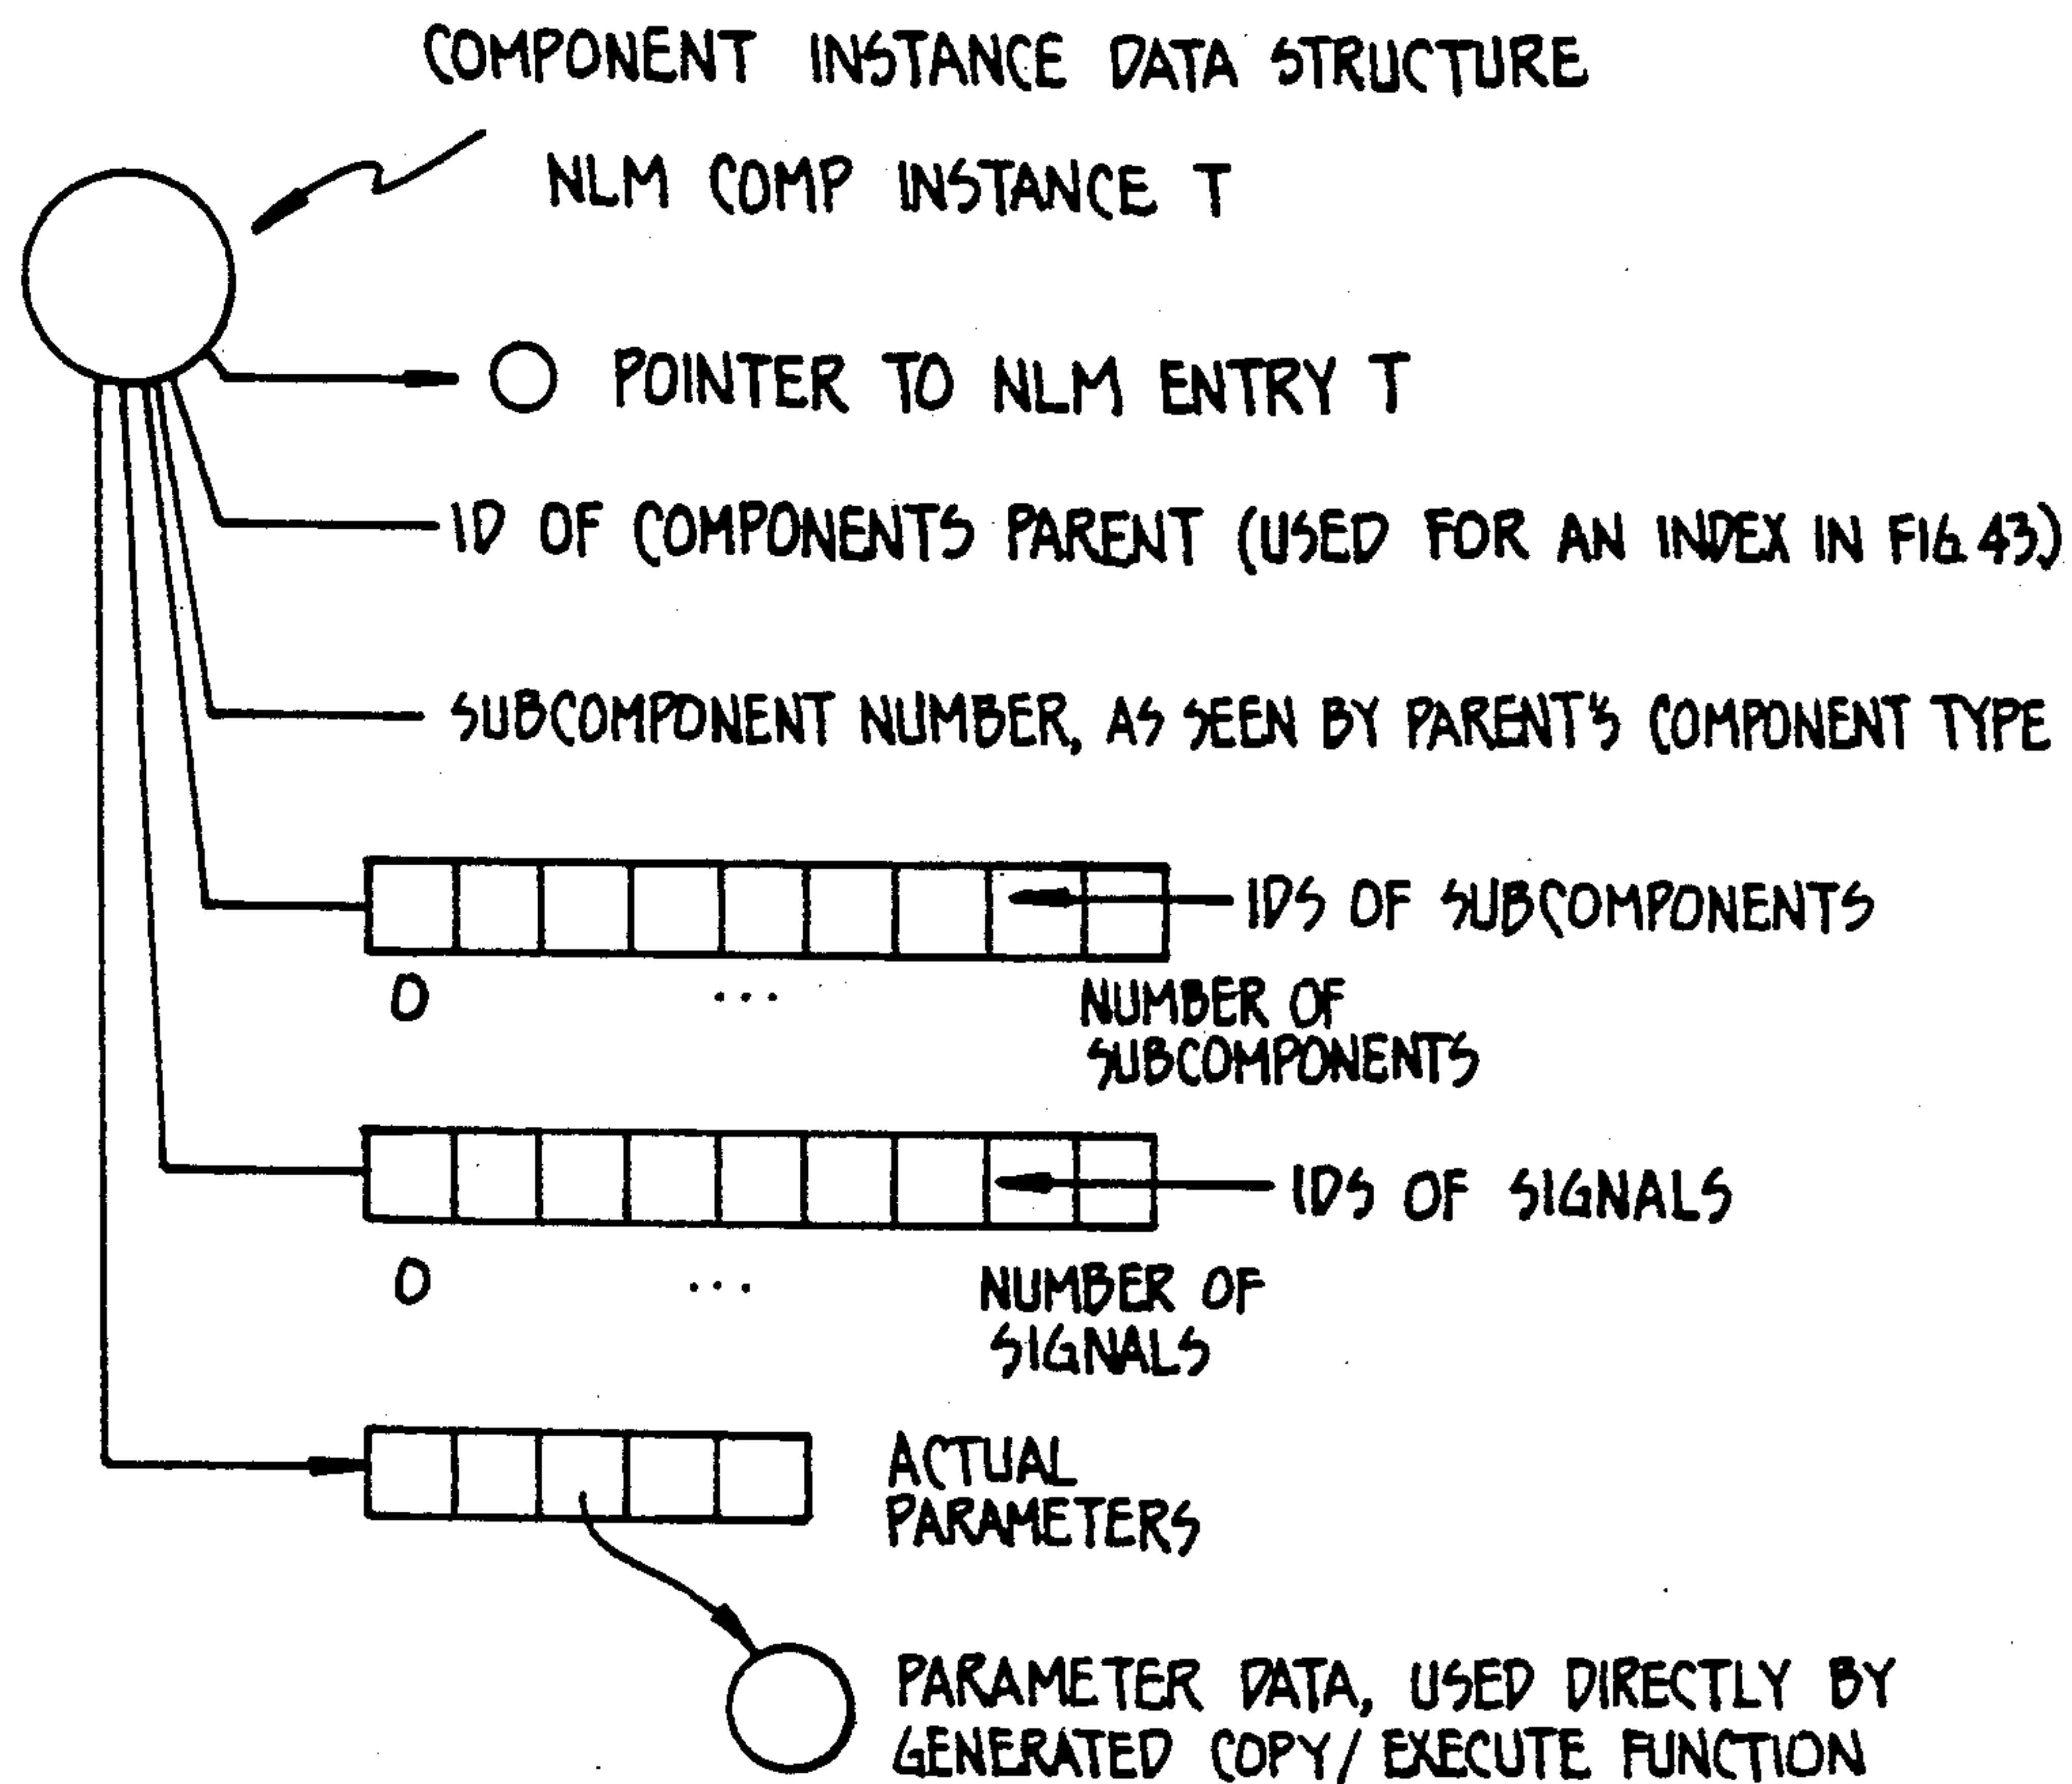 COMPONENT INSTANCE DATA STRUCTURE
NLM COMP INSTANCE T
POINTER TO NLM ENTRY T
ID OF COMPONENTS PARENT (USED FOR AN INDEX IN FIG. 43)
SUBCOMPONENT NUMBER, AS SEEN BY PARENT'S COMPONENT TYPE
IDS OF SUBCOMPONENTS
0 ... NUMBER OF
SUBCOMPONENTS
IDS OF SIGNALS
0 ... NUMBER OF
SIGNALS
ACTUAL
PARAMETERS
PARAMETER DATA, USED DIRECTLY BY
GENERATED COPY/EXECUTE FUNCTION